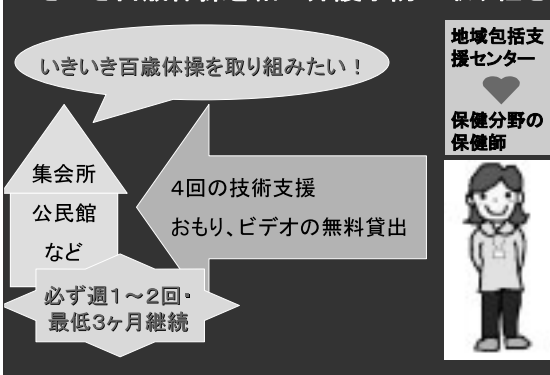 いきいき百歳体操を取り組みたい！
地域包括支
援センター
保健分野の
保健師
集会所
公民館
など
４回の技術支援
おもり、ビデオの無料貸出
必ず週１～２回・
最低３ヶ月継続